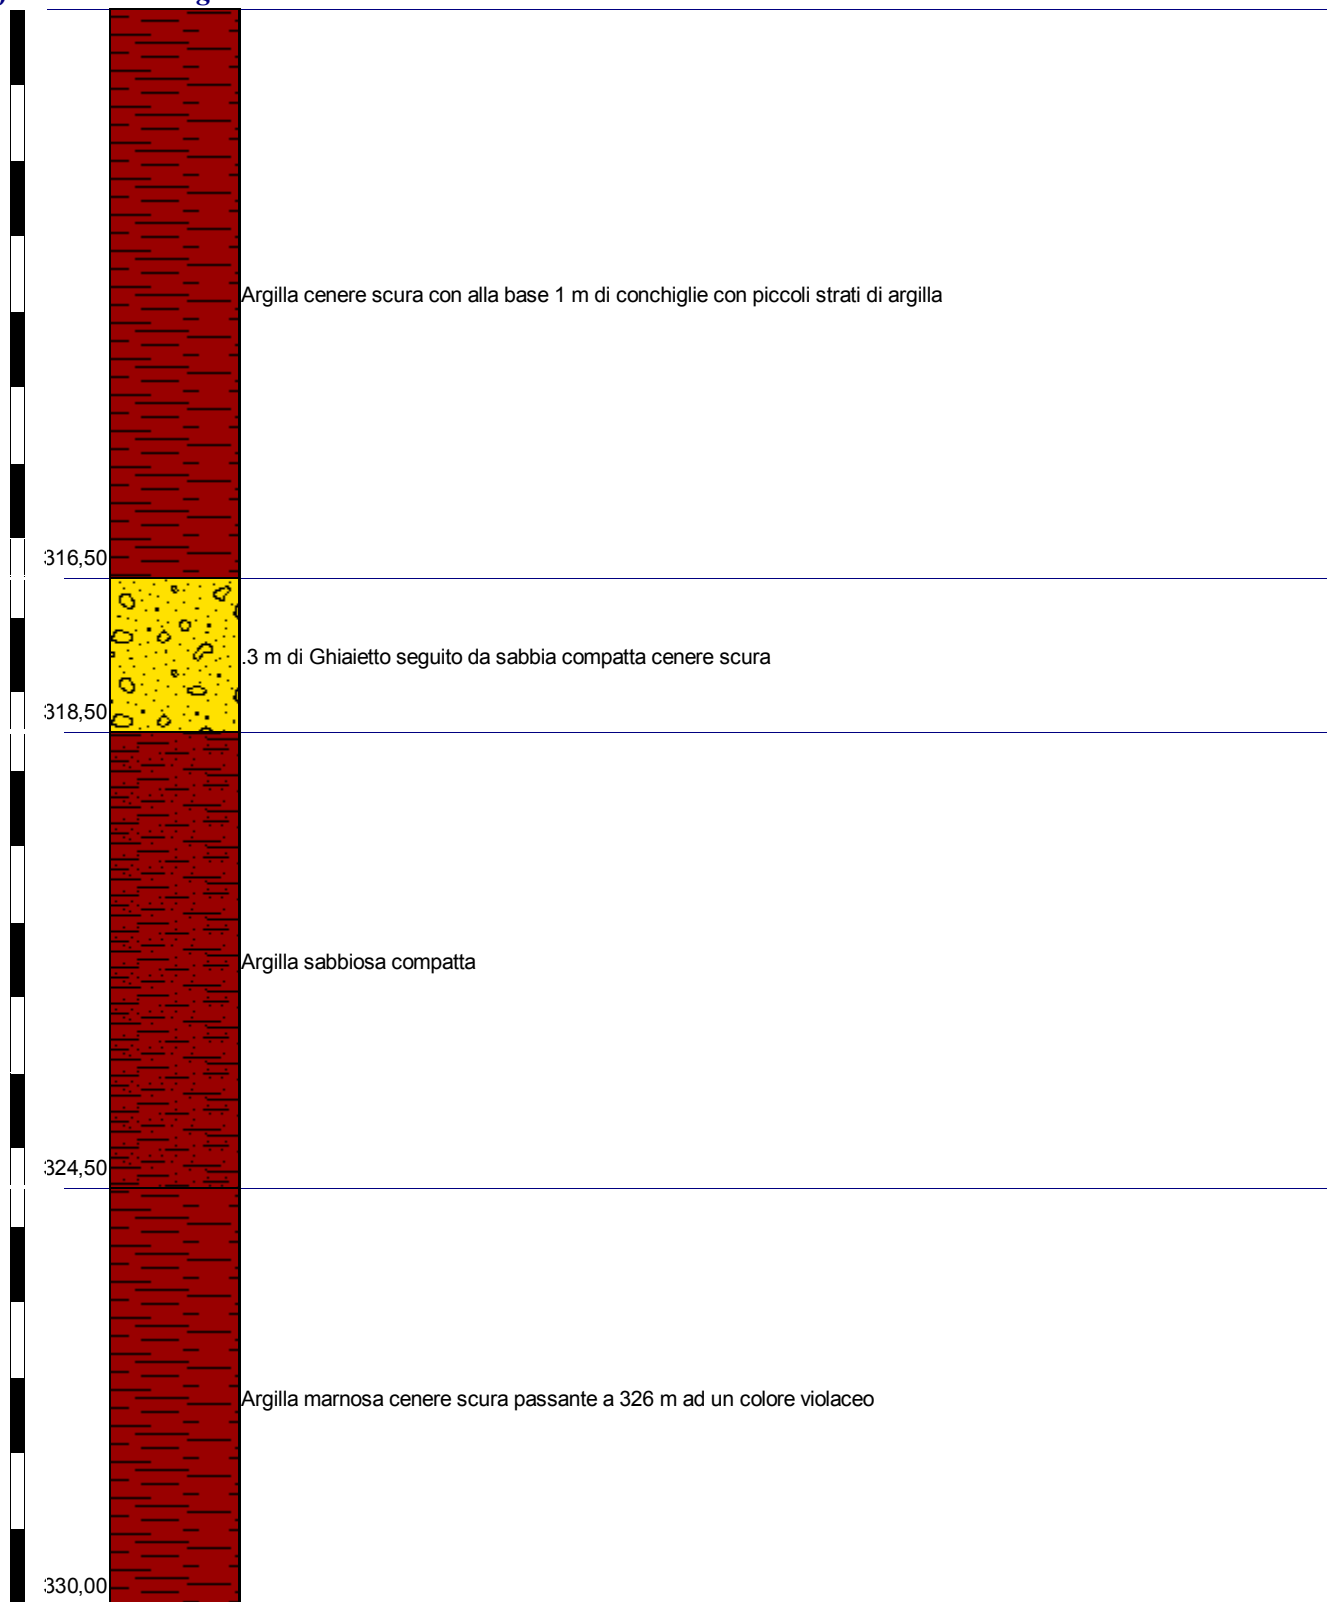 Argilla cenere scura con alla base 1 m di conchiglie con piccoli strati di argilla
316,50
.3 m di Ghiaietto seguito da sabbia compatta cenere scura
318,50
Argilla sabbiosa compatta
324,50
Argilla marnosa cenere scura passante a 326 m ad un colore violaceo
330,00